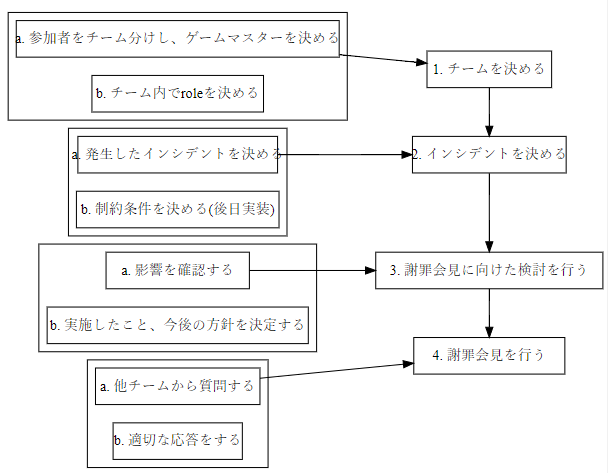 a. 参加者をチーム分けし、ゲームマスターを決める
b. チーム内でroleを決める
1. チームを決める
a. 発生したインシデントを決める
b. 制約条件を決める(後日実装)
2. インシデントを決める
a. 影響を確認する
b. 実施したこと、今後の方針を決定する
3. 謝罪会見に向けた検討を行う
a. 他チームから質問する
b. 適切な応答をする
4. 謝罪会見を行う